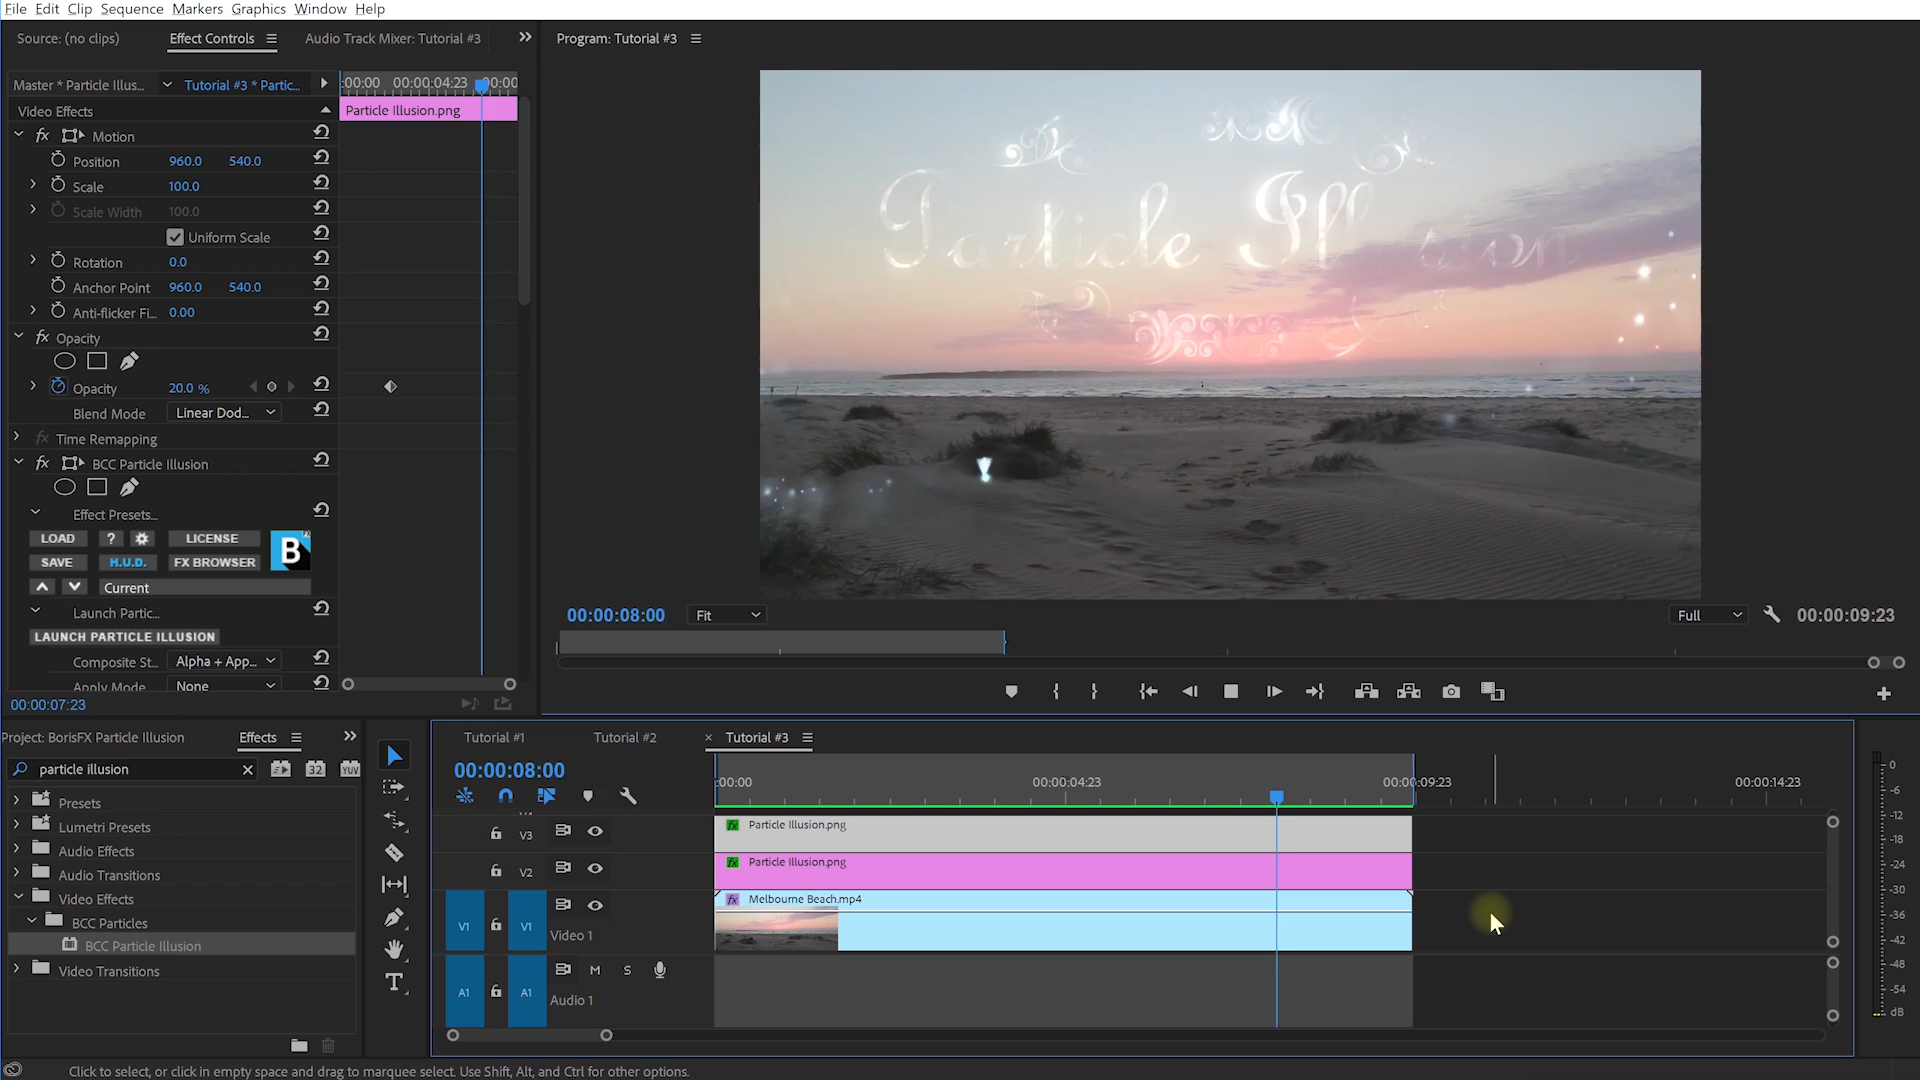 File Edit Clip Sequence Markers Graphics Window Help
Source: (no clips) Effect Controls Audio Track Mixer: Tutorial #3
Program: Tutorial #3
Master * Particle Illus... Tutorial #3 * Partic... :00:00 00:00:04:23 00:00
Video Effects Particle Illusion.png
fx Motion
Position 960.0 540.0
Scale 100.0
Scale Width 100.0
Uniform Scale
Rotation 0.0
Anchor Point 960.0 540.0
Anti-flicker Fi... 0.00
fx Opacity
Opacity 20.0 %
Blend Mode Linear Dod...
fx Time Remapping
fx BCC Particle Illusion
Effect Presets...
LOAD ? LICENSE
SAVE H.U.D. FX BROWSER B
Current
Launch Partic...
LAUNCH PARTICLE ILLUSION
Composite St... Alpha + App...
Apply Mode None
00:00:07:23
Particle Illusion
00:00:08:00 Fit Full 00:00:09:23
Project: BorisFX Particle Illusion Effects
particle illusion 32 YUV
Presets
Lumetri Presets
Audio Effects
Audio Transitions
Video Effects
BCC Particles
BCC Particle Illusion
Video Transitions
T
Tutorial #1 Tutorial #2 × Tutorial #3
00:00:08:00
:00:00 00:00:04:23 00:00:09:23 00:00:14:23
V3 fx Particle Illusion.png
V2 fx Particle Illusion.png
V1 V1 Video 1 fx Melbourne Beach.mp4
A1 A1 M S Audio 1
0
-6
-12
-18
-24
-30
-36
-42
-48
-54
dB
Click to select, or click in empty space and drag to marquee select. Use Shift, Alt, and Ctrl for other options.